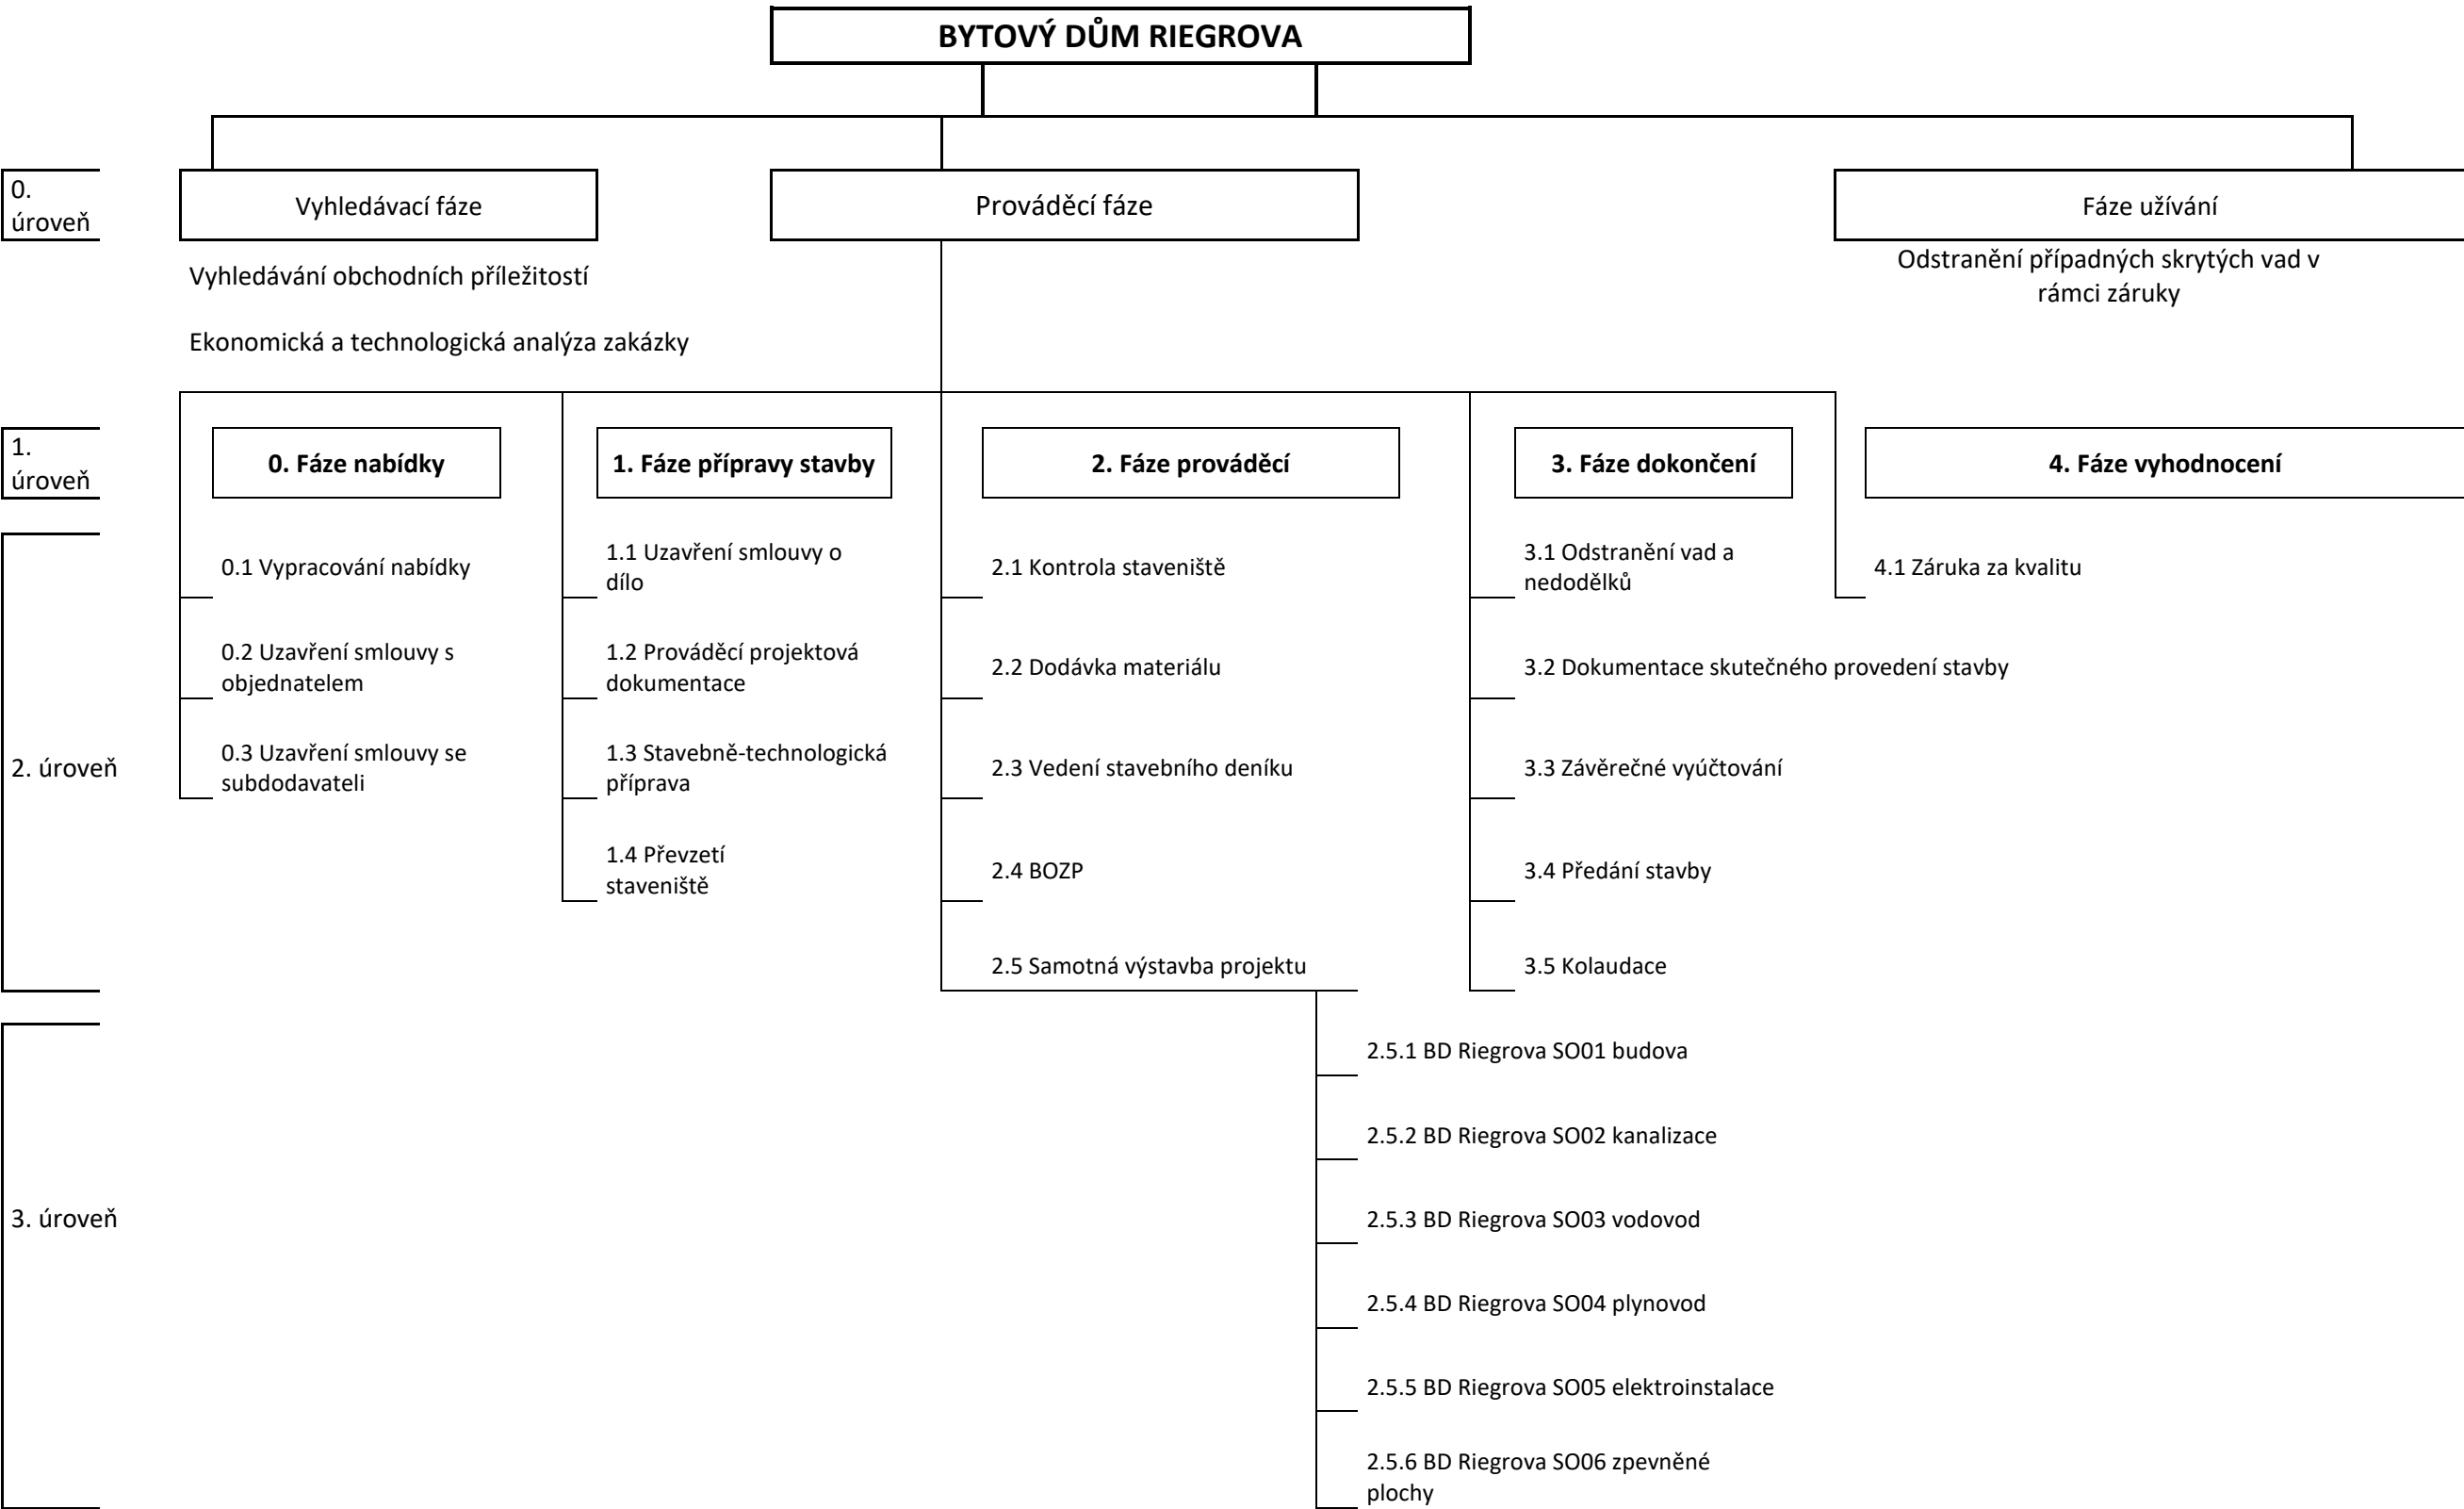 BYTOVÝ DŮM RIEGROVA
0.
úroveň
Vyhledávací fáze
Prováděcí fáze
Fáze užívání
Vyhledávání obchodních příležitostí
Ekonomická a technologická analýza zakázky
Odstranění případných skrytých vad v
rámci záruky
1.
úroveň
0. Fáze nabídky
1. Fáze přípravy stavby
2. Fáze prováděcí
3. Fáze dokončení
4. Fáze vyhodnocení
2. úroveň
0.1 Vypracování nabídky
0.2 Uzavření smlouvy s
objednatelem
0.3 Uzavření smlouvy se
subdodavateli
1.1 Uzavření smlouvy o
dílo
1.2 Prováděcí projektová
dokumentace
1.3 Stavebně-technologická
příprava
1.4 Převzetí
staveniště
2.1 Kontrola staveniště
2.2 Dodávka materiálu
2.3 Vedení stavebního deníku
2.4 BOZP
2.5 Samotná výstavba projektu
3.1 Odstranění vad a
nedodělků
3.2 Dokumentace skutečného provedení stavby
3.3 Závěrečné vyúčtování
3.4 Předání stavby
3.5 Kolaudace
4.1 Záruka za kvalitu
3. úroveň
2.5.1 BD Riegrova SO01 budova
2.5.2 BD Riegrova SO02 kanalizace
2.5.3 BD Riegrova SO03 vodovod
2.5.4 BD Riegrova SO04 plynovod
2.5.5 BD Riegrova SO05 elektroinstalace
2.5.6 BD Riegrova SO06 zpevněné
plochy